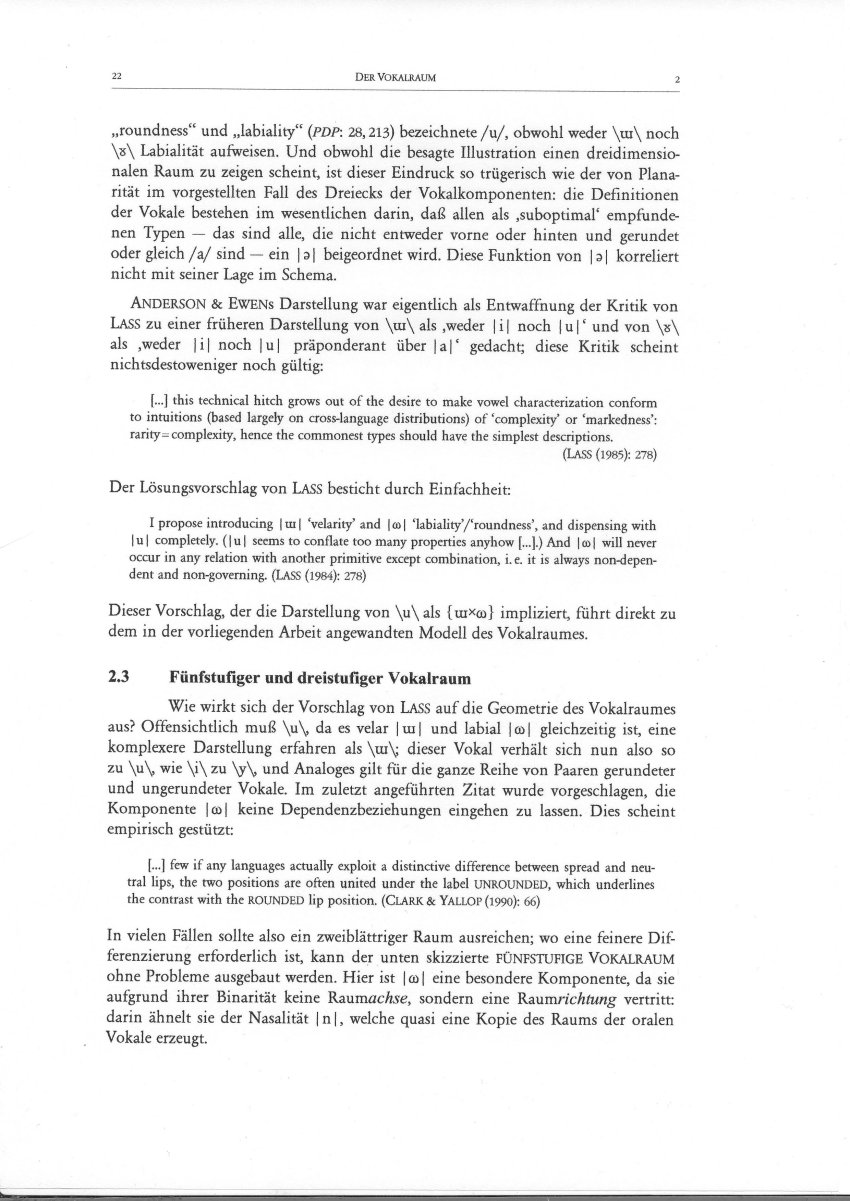 22
DER VOKALRAUM
2
„roundness“ und „labiality“ (PDP: 28, 213) bezeichnete /u/, obwohl weder \ɯ\ noch
\ɤ\ Labialität aufweisen. Und obwohl die besagte Illustration einen dreidimensio-
nalen Raum zu zeigen scheint, ist dieser Eindruck so trügerisch wie der von Plana-
rität im vorgestellten Fall des Dreiecks der Vokalkomponenten: die Definitionen
der Vokale bestehen im wesentlichen darin, daß allen als ‚suboptimal‘ empfunde-
nen Typen — das sind alle, die nicht entweder vorne oder hinten und gerundet
oder gleich /a/ sind — ein |ə| beigeordnet wird. Diese Funktion von |ə| korreliert
nicht mit seiner Lage im Schema.
ANDERSON & EWENs Darstellung war eigentlich als Entwaffnung der Kritik von
LASS zu einer früheren Darstellung von \ɯ\ als ‚weder |i| noch |u|‘ und von \ɤ\
als ‚weder |i| noch |u| präponderant über |a|‘ gedacht; diese Kritik scheint
nichtsdestoweniger noch gültig:
[...] this technical hitch grows out of the desire to make vowel characterization conform
to intuitions (based largely on cross-language distributions) of ‘complexity’ or ‘markedness’:
rarity=complexity, hence the commonest types should have the simplest descriptions.
(LASS (1985): 278)
Der Lösungsvorschlag von LASS besticht durch Einfachheit:
I propose introducing |ɯ| ‘velarity’ and |ω| ‘labiality’/‘roundness’, and dispensing with
|u| completely. (|u| seems to conflate too many properties anyhow [...].) And |ω| will never
occur in any relation with another primitive except combination, i. e. it is always non-depen-
dent and non-governing. (LASS (1984): 278)
Dieser Vorschlag, der die Darstellung von \u\ als {ɯ×ω} impliziert, führt direkt zu
dem in der vorliegenden Arbeit angewandten Modell des Vokalraumes.
2.3 Fünfstufiger und dreistufiger Vokalraum
Wie wirkt sich der Vorschlag von LASS auf die Geometrie des Vokalraumes
aus? Offensichtlich muß \u\, da es velar |ɯ| und labial |ω| gleichzeitig ist, eine
komplexere Darstellung erfahren als \ɯ\; dieser Vokal verhält sich nun also so
zu \u\, wie \i\ zu \y\, und Analoges gilt für die ganze Reihe von Paaren gerundeter
und ungerundeter Vokale. Im zuletzt angeführten Zitat wurde vorgeschlagen, die
Komponente |ω| keine Dependenzbeziehungen eingehen zu lassen. Dies scheint
empirisch gestützt:
[...] few if any languages actually exploit a distinctive difference between spread and neu-
tral lips, the two positions are often united under the label UNROUNDED, which underlines
the contrast with the ROUNDED lip position. (CLARK & YALLOP (1990): 66)
In vielen Fällen sollte also ein zweiblättriger Raum ausreichen; wo eine feinere Dif-
ferenzierung erforderlich ist, kann der unten skizzierte FÜNFSTUFIGE VOKALRAUM
ohne Probleme ausgebaut werden. Hier ist |ω| eine besondere Komponente, da sie
aufgrund ihrer Binarität keine Raumachse, sondern eine Raumrichtung vertritt:
darin ähnelt sie der Nasalität |n|, welche quasi eine Kopie des Raums der oralen
Vokale erzeugt.